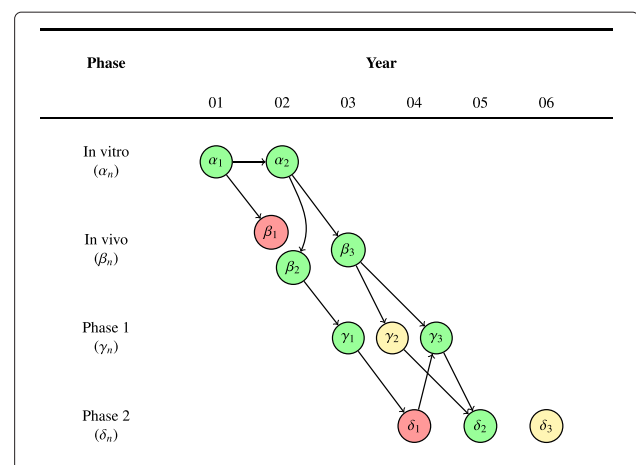 Phase Year
01 02 03 04 05 06
In vitro
(αₙ)
α₁ α₂
In vivo
(βₙ)
β₁
β₂
β₃
Phase 1
(γₙ)
γ₁ γ₂ γ₃
Phase 2
(δₙ)
δ₁ δ₂ δ₃